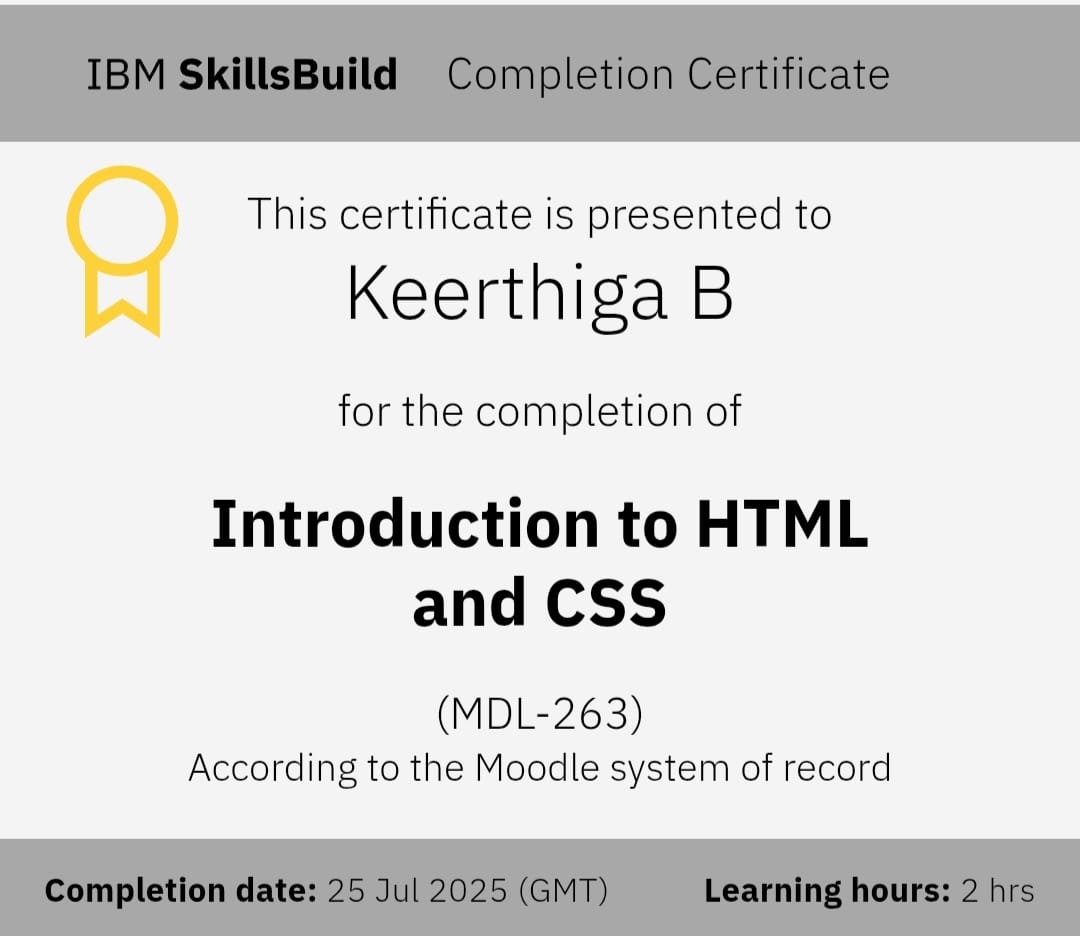 IBM SkillsBuild Completion Certificate
This certificate is presented to
Keerthiga B
for the completion of
Introduction to HTML
and CSS
(MDL-263)
According to the Moodle system of record
Completion date: 25 Jul 2025 (GMT) Learning hours: 2 hrs